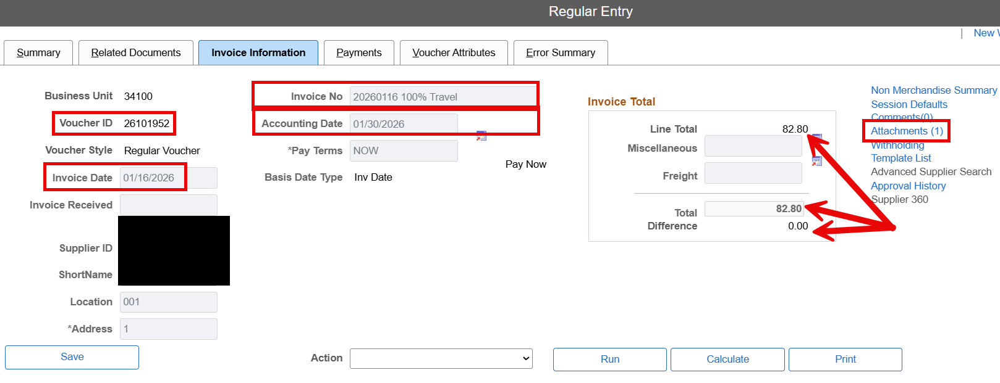 Regular Entry
New
Summary
Related Documents
Invoice Information
Payments
Voucher Attributes
Error Summary
Business Unit 34100
Voucher ID 26101952
Voucher Style Regular Voucher
Invoice Date 01/16/2026
Invoice Received
Supplier ID
ShortName
Location 001
*Address 1
Invoice No 20260116 100% Travel
Accounting Date 01/30/2026
*Pay Terms NOW
Pay Now
Basis Date Type Inv Date
Invoice Total
Line Total 82.80
Miscellaneous
Freight
Total 82.80
Difference 0.00
Non Merchandise Summary
Session Defaults
Comments(0)
Attachments (1)
Withholding
Template List
Advanced Supplier Search
Approval History
Supplier 360
Save
Action
Run
Calculate
Print